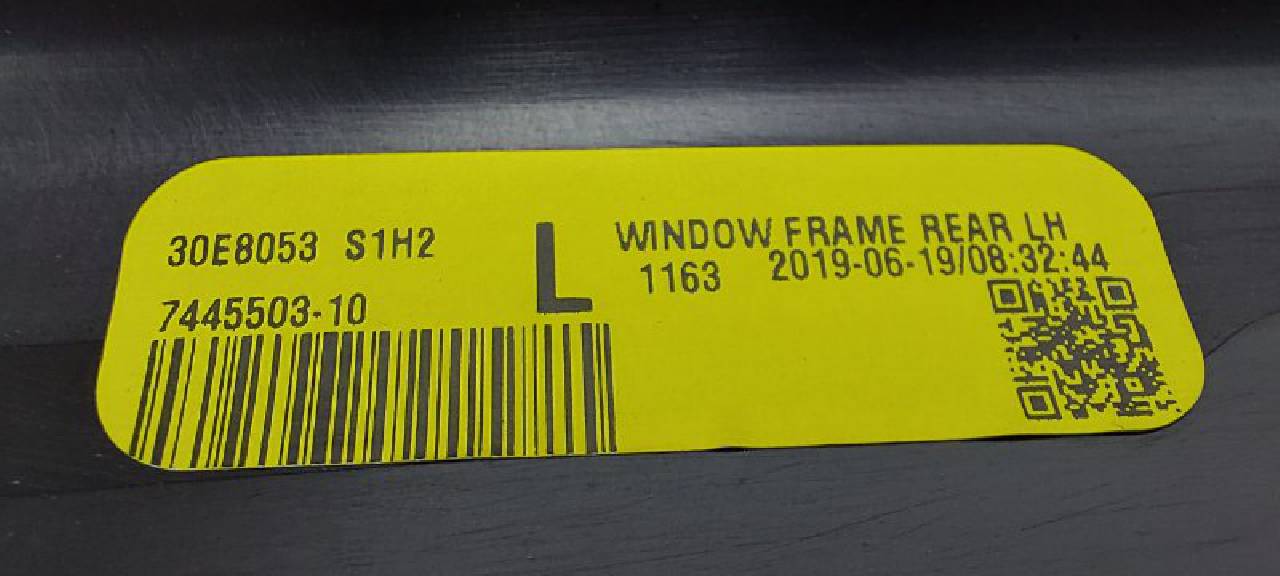 30E8053 S1H2
7445503-10
L
WINDOW FRAME REAR LH
1163 2019-06-19/08:32:44